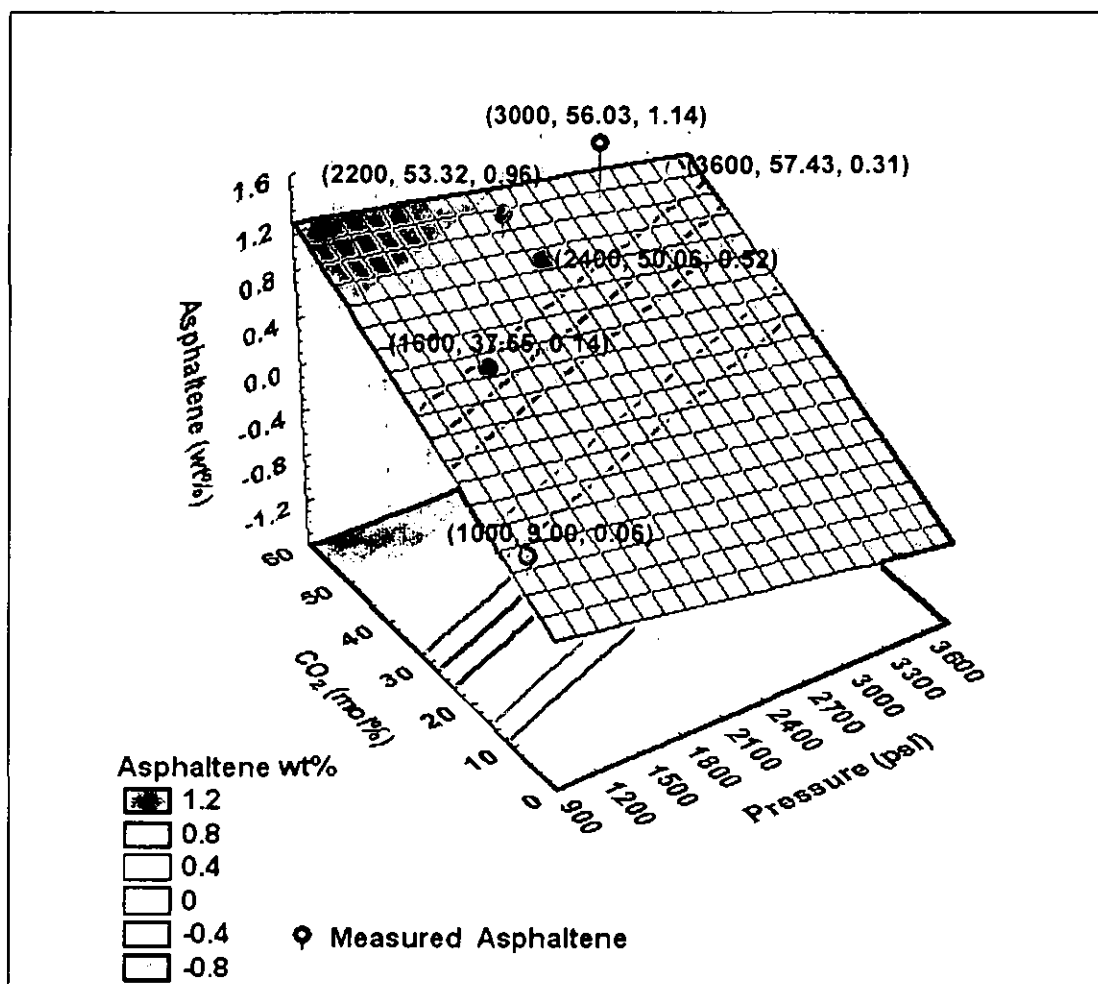 (3000, 56.03, 1.14)
(2200, 53.32, 0.96)
(3600, 57.43, 0.31)
(2400, 50.06, 0.52)
(1600, 37.65, 0.14)
(1000, 9.00, 0.06)
Asphaltene (wt%)
1.6
1.2
0.8
0.4
0.0
-0.4
-0.8
-1.2
CO₂ (mol%)
60
50
40
30
20
10
0
Pressure (psi)
900
1200
1500
1800
2100
2400
2700
3000
3300
3600
Asphaltene wt%
1.2
0.8
0.4
0
-0.4
-0.8
Measured Asphaltene